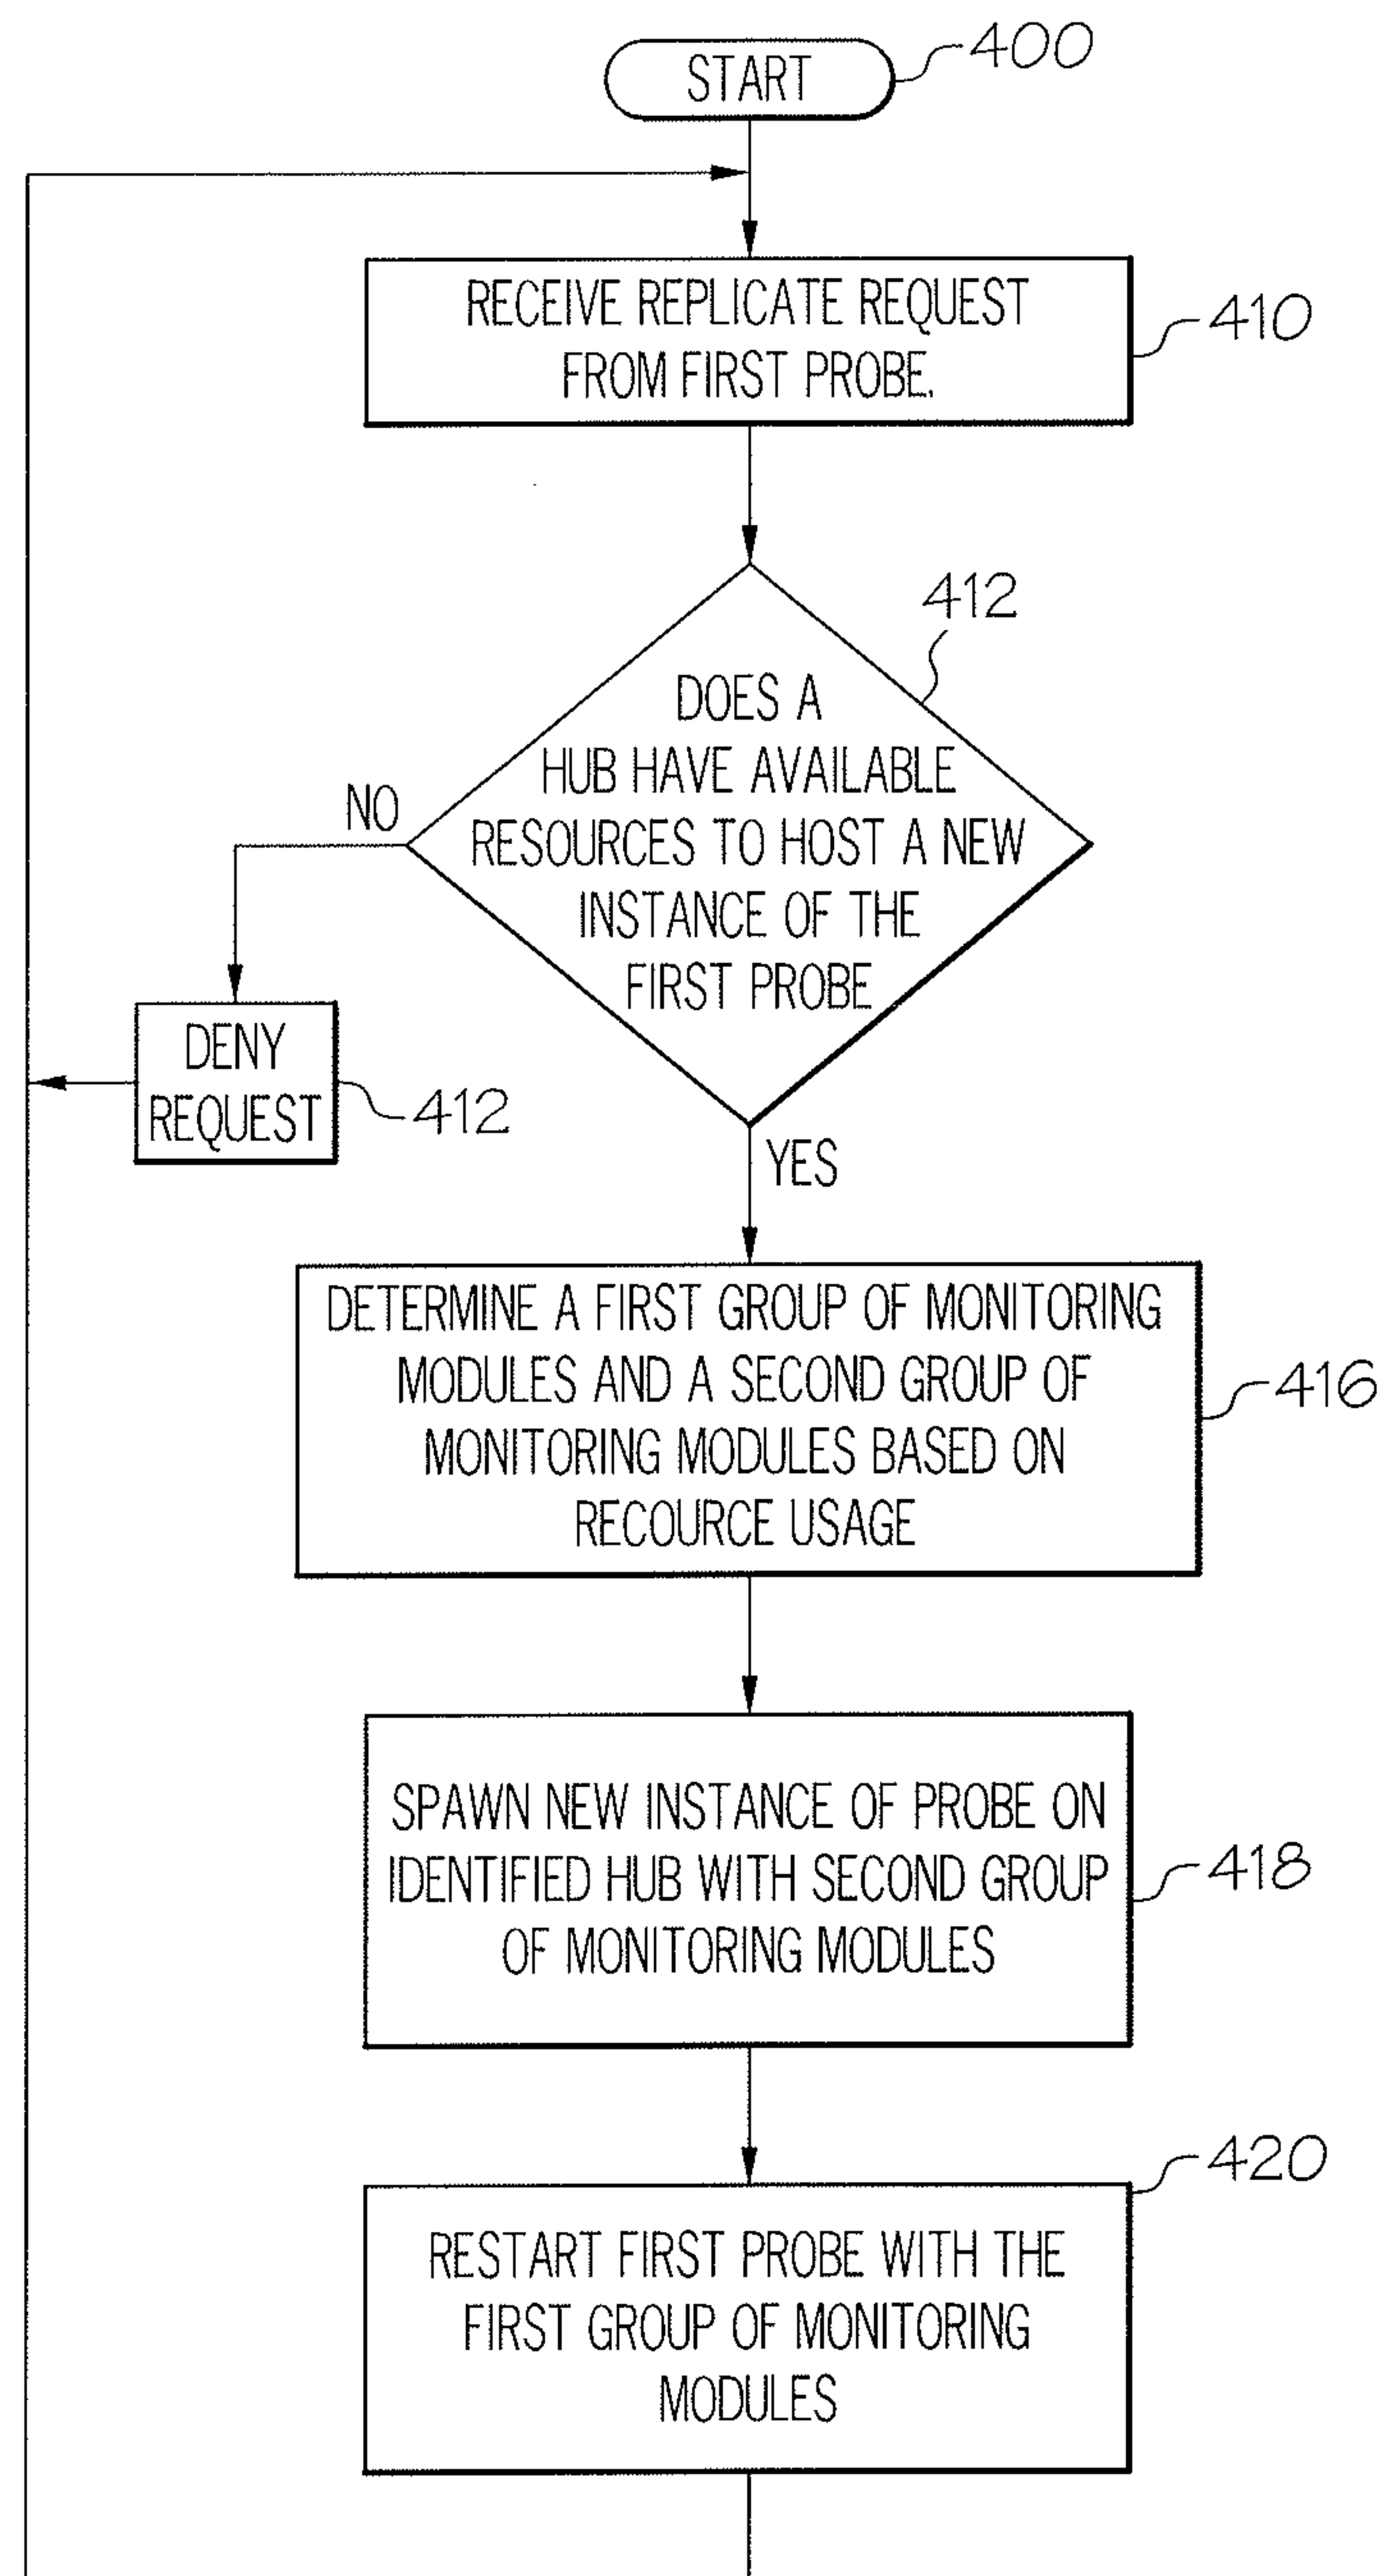 START
400
RECEIVE REPLICATE REQUEST
FROM FIRST PROBE.
410
412
DOES A
HUB HAVE AVAILABLE
RESOURCES TO HOST A NEW
INSTANCE OF THE
FIRST PROBE
NO
DENY
REQUEST
412
YES
DETERMINE A FIRST GROUP OF MONITORING
MODULES AND A SECOND GROUP OF
MONITORING MODULES BASED ON
RECOURCE USAGE
416
SPAWN NEW INSTANCE OF PROBE ON
IDENTIFIED HUB WITH SECOND GROUP
OF MONITORING MODULES
418
420
RESTART FIRST PROBE WITH THE
FIRST GROUP OF MONITORING
MODULES